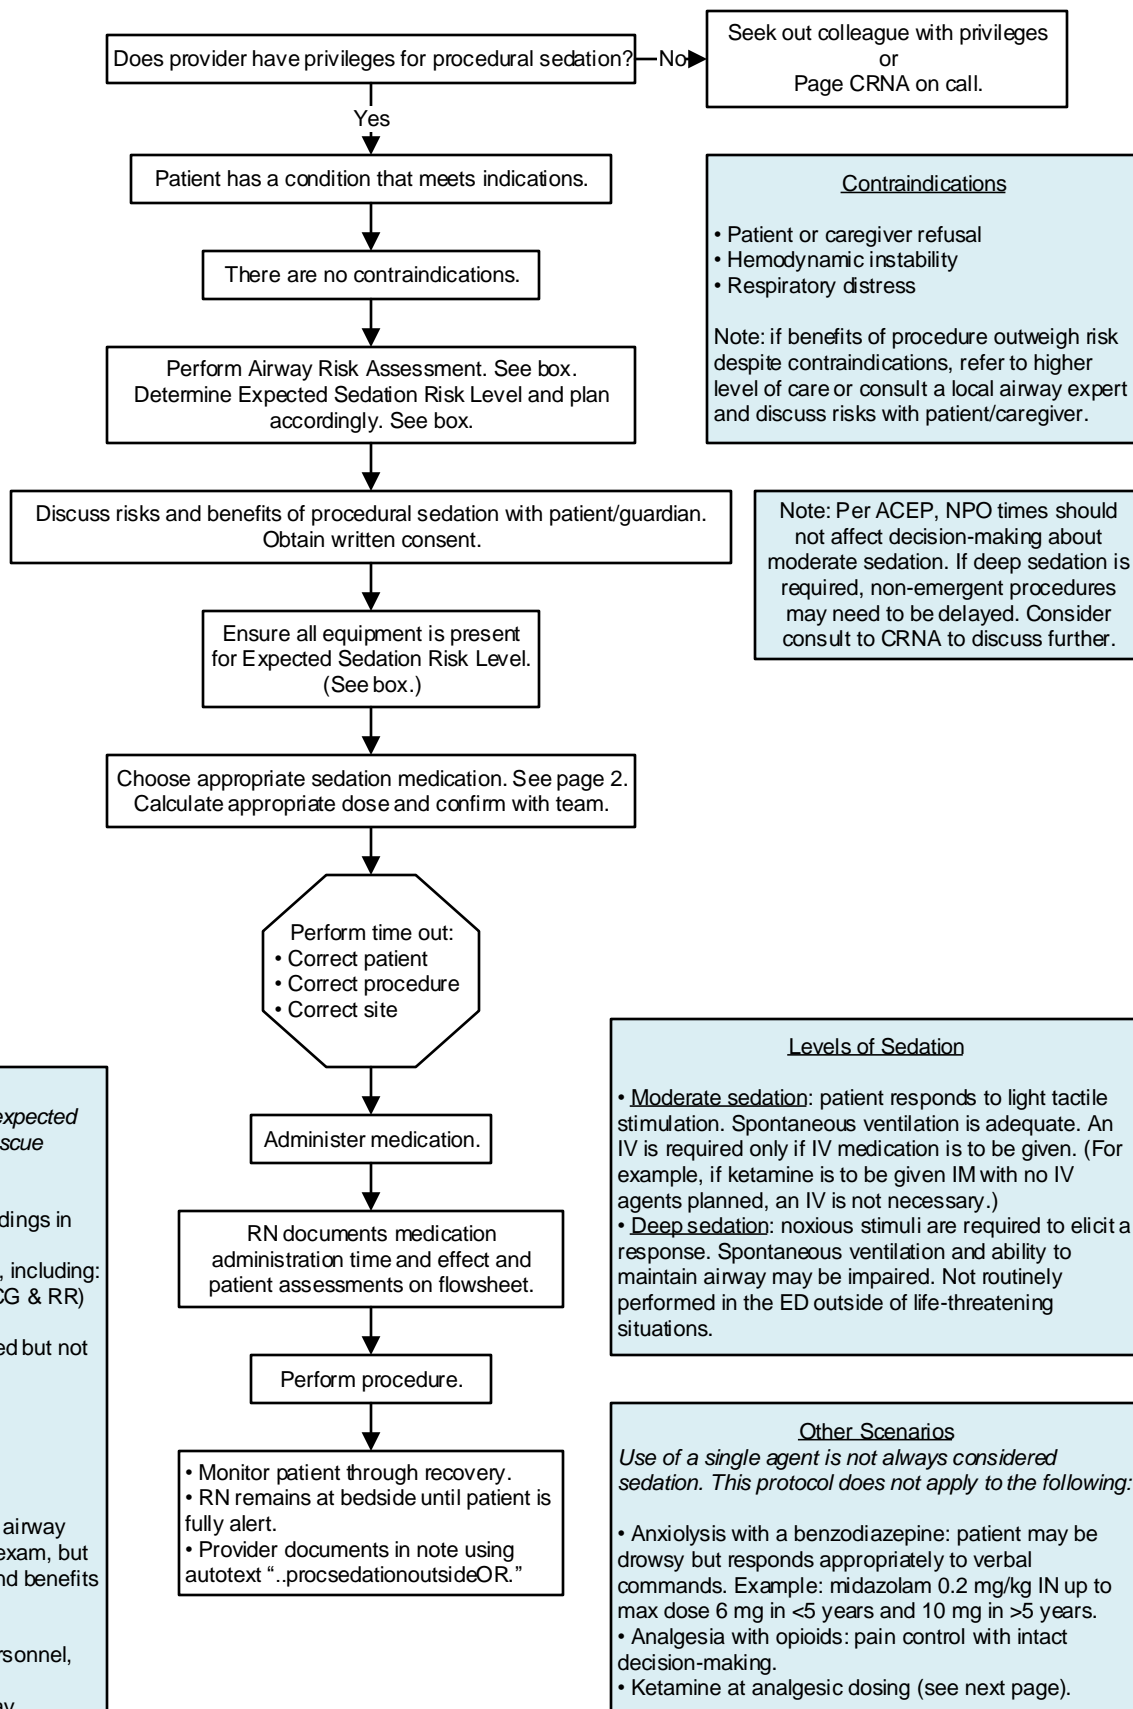 Does provider have privileges for procedural sedation?
No
Seek out colleague with privileges
or
Page CRNA on call.
Yes
Patient has a condition that meets indications.
There are no contraindications.
Perform Airway Risk Assessment. See box.
Determine Expected Sedation Risk Level and plan
accordingly. See box.
Discuss risks and benefits of procedural sedation with patient/guardian.
Obtain written consent.
Ensure all equipment is present
for Expected Sedation Risk Level.
(See box.)
Choose appropriate sedation medication. See page 2.
Calculate appropriate dose and confirm with team.
Perform time out:
• Correct patient
• Correct procedure
• Correct site
Administer medication.
RN documents medication
administration time and effect and
patient assessments on flowsheet.
Perform procedure.
• Monitor patient through recovery.
• RN remains at bedside until patient is
fully alert.
• Provider documents in note using
autotext “..procsedationoutsideOR.”
Contraindications
• Patient or caregiver refusal
• Hemodynamic instability
• Respiratory distress
Note: if benefits of procedure outweigh risk
despite contraindications, refer to higher
level of care or consult a local airway expert
and discuss risks with patient/caregiver.
Note: Per ACEP, NPO times should
not affect decision-making about
moderate sedation. If deep sedation is
required, non-emergent procedures
may need to be delayed. Consider
consult to CRNA to discuss further.
Levels of Sedation
• Moderate sedation: patient responds to light tactile
stimulation. Spontaneous ventilation is adequate. An
IV is required only if IV medication is to be given. (For
example, if ketamine is to be given IM with no IV
agents planned, an IV is not necessary.)
• Deep sedation: noxious stimuli are required to elicit a
response. Spontaneous ventilation and ability to
maintain airway may be impaired. Not routinely
performed in the ED outside of life-threatening
situations.
Other Scenarios
Use of a single agent is not always considered
sedation. This protocol does not apply to the following:
• Anxiolysis with a benzodiazepine: patient may be
drowsy but responds appropriately to verbal
commands. Example: midazolam 0.2 mg/kg IN up to
max dose 6 mg in <5 years and 10 mg in >5 years.
• Analgesia with opioids: pain control with intact
decision-making.
• Ketamine at analgesic dosing (see next page).
expected
scue
dings in
, including:
CG & RR)
ed but not
airway
exam, but
nd benefits
rsonnel,